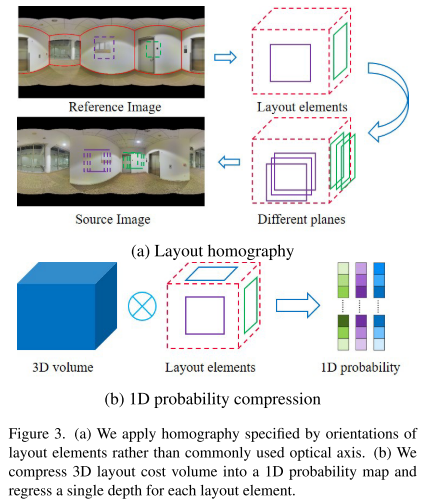 Reference Image
Layout elements
Source Image
Different planes
(a) Layout homography
3D volume
Layout elements
1D probability
(b) 1D probability compression
Figure 3. (a) We apply homography specified by orientations of
layout elements rather than commonly used optical axis. (b) We
compress 3D layout cost volume into a 1D probability map and
regress a single depth for each layout element.